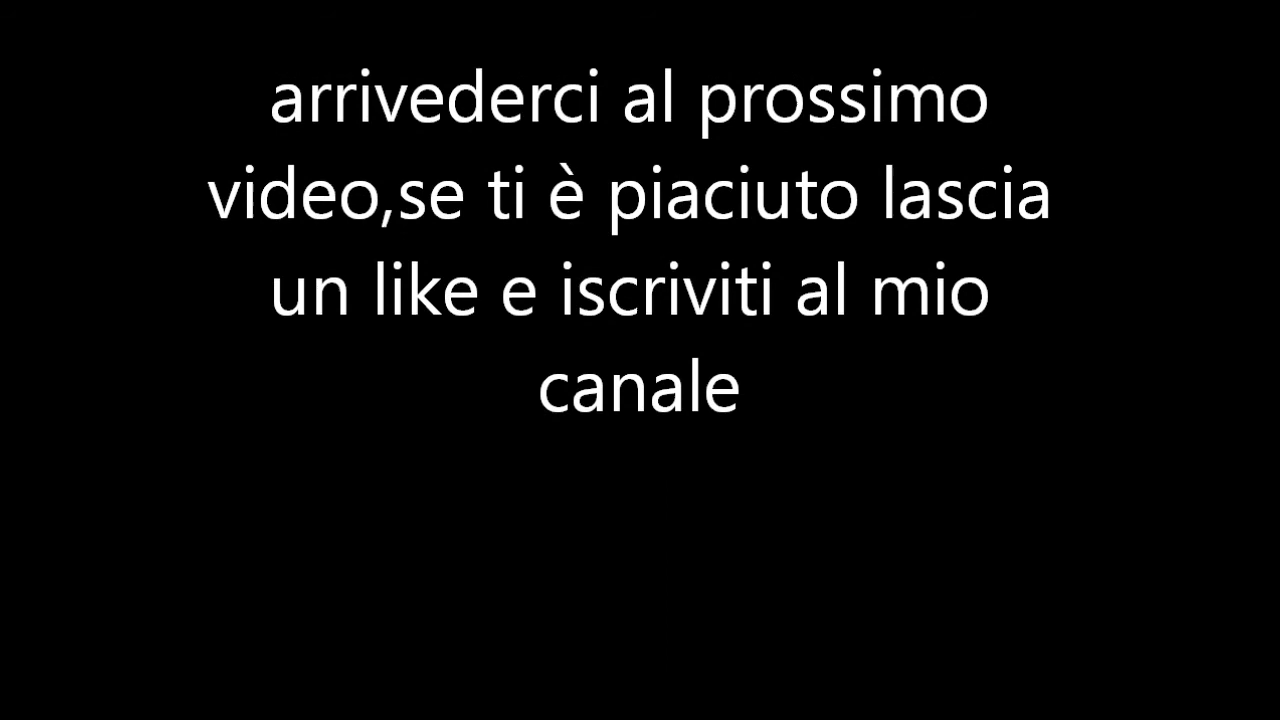 arrivederci al prossimo
video,se ti è piaciuto lascia
un like e iscriviti al mio
canale